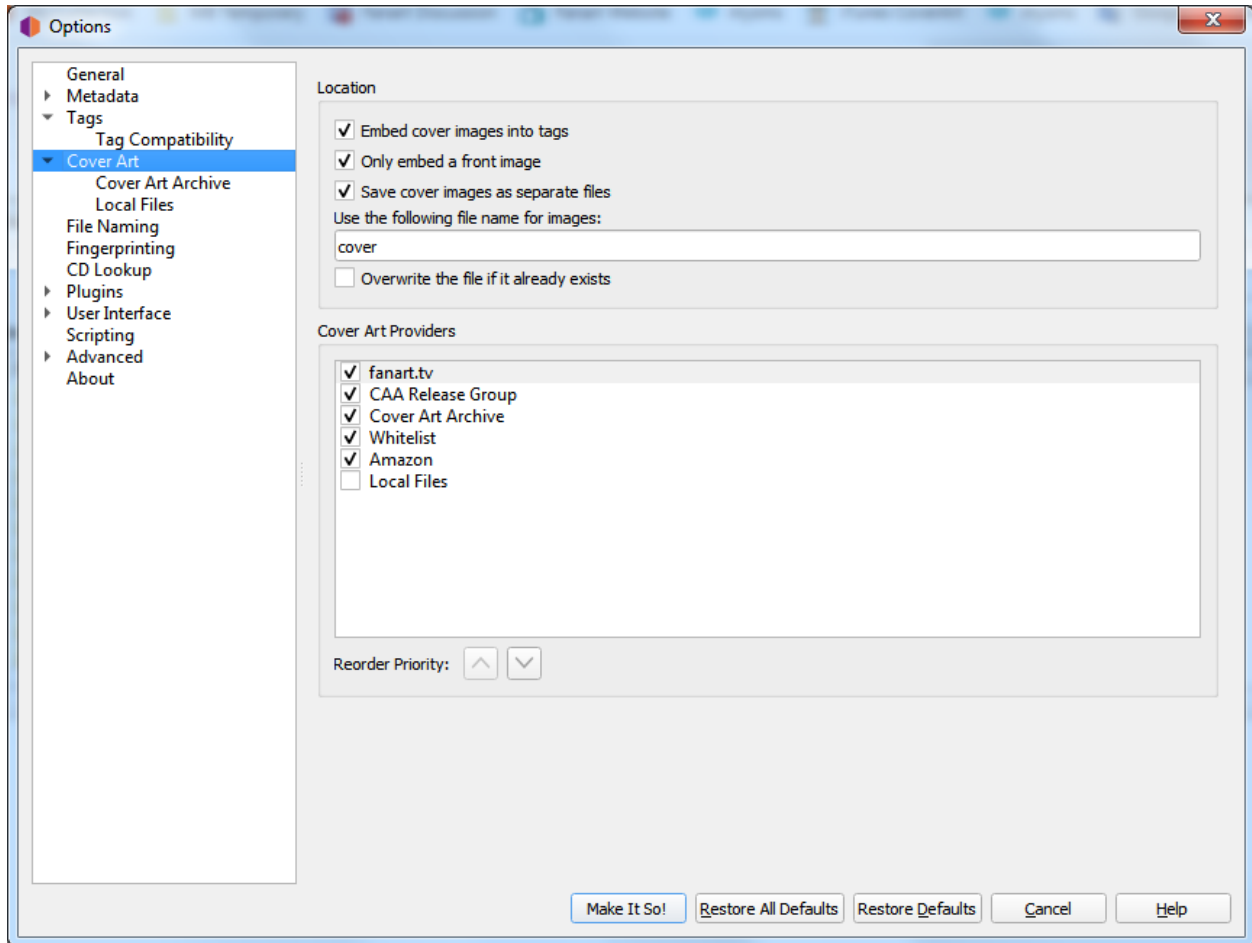 Options
General
Metadata
Tags
Tag Compatibility
Cover Art
Cover Art Archive
Local Files
File Naming
Fingerprinting
CD Lookup
Plugins
User Interface
Scripting
Advanced
About
Location
Embed cover images into tags
Only embed a front image
Save cover images as separate files
Use the following file name for images:
cover
Overwrite the file if it already exists
Cover Art Providers
fanart.tv
CAA Release Group
Cover Art Archive
Whitelist
Amazon
Local Files
Reorder Priority:
Make It So! Restore All Defaults Restore Defaults Cancel Help